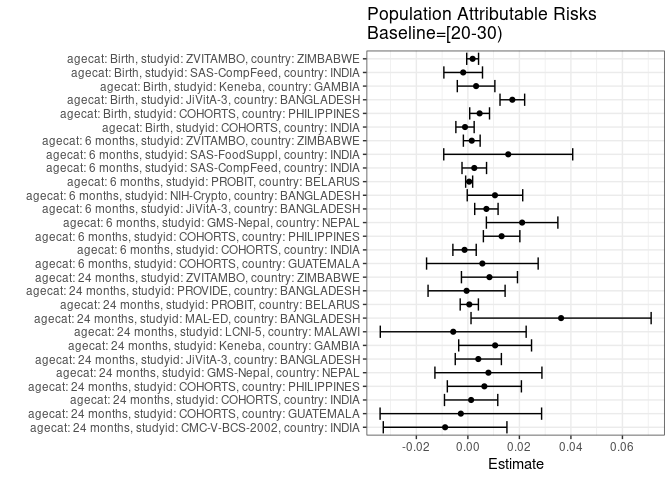 Population Attributable Risks
Baseline=[20-30)
agecat: Birth, studyid: ZVITAMBO, country: ZIMBABWE
agecat: Birth, studyid: SAS-CompFeed, country: INDIA
agecat: Birth, studyid: Keneba, country: GAMBIA
agecat: Birth, studyid: JiVitA-3, country: BANGLADESH
agecat: Birth, studyid: COHORTS, country: PHILIPPINES
agecat: Birth, studyid: COHORTS, country: INDIA
agecat: 6 months, studyid: ZVITAMBO, country: ZIMBABWE
agecat: 6 months, studyid: SAS-FoodSuppl, country: INDIA
agecat: 6 months, studyid: SAS-CompFeed, country: INDIA
agecat: 6 months, studyid: PROBIT, country: BELARUS
agecat: 6 months, studyid: NIH-Crypto, country: BANGLADESH
agecat: 6 months, studyid: JiVitA-3, country: BANGLADESH
agecat: 6 months, studyid: GMS-Nepal, country: NEPAL
agecat: 6 months, studyid: COHORTS, country: PHILIPPINES
agecat: 6 months, studyid: COHORTS, country: INDIA
agecat: 6 months, studyid: COHORTS, country: GUATEMALA
agecat: 24 months, studyid: ZVITAMBO, country: ZIMBABWE
agecat: 24 months, studyid: PROVIDE, country: BANGLADESH
agecat: 24 months, studyid: PROBIT, country: BELARUS
agecat: 24 months, studyid: MAL-ED, country: BANGLADESH
agecat: 24 months, studyid: LCNI-5, country: MALAWI
agecat: 24 months, studyid: Keneba, country: GAMBIA
agecat: 24 months, studyid: JiVitA-3, country: BANGLADESH
agecat: 24 months, studyid: GMS-Nepal, country: NEPAL
agecat: 24 months, studyid: COHORTS, country: PHILIPPINES
agecat: 24 months, studyid: COHORTS, country: INDIA
agecat: 24 months, studyid: COHORTS, country: GUATEMALA
agecat: 24 months, studyid: CMC-V-BCS-2002, country: INDIA
-0.02 0.00 0.02 0.04 0.06
Estimate